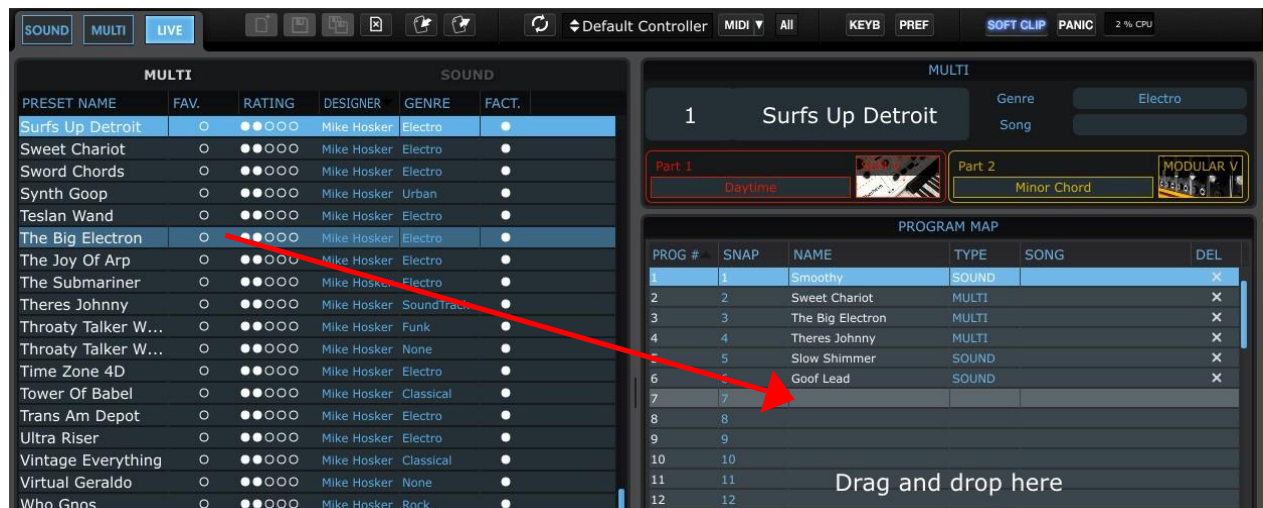 SOUND MULTI LIVE Default Controller MIDI All KEYB PREF SOFT CLIP PANIC 2 % CPU
MULTI SOUND
PRESET NAME FAV. RATING DESIGNER GENRE FACT.
Surfs Up Detroit Mike Hosker Electro
Sweet Chariot Mike Hosker Electro
Sword Chords Mike Hosker Electro
Synth Goop Mike Hosker Urban
Teslan Wand Mike Hosker Electro
The Big Electron Mike Hosker Electro
The Joy Of Arp Mike Hosker Electro
The Submariner Mike Hosker Electro
Theres Johnny Mike Hosker SoundTrack
Throaty Talker W... Mike Hosker Funk
Throaty Talker W... Mike Hosker None
Time Zone 4D Mike Hosker Electro
Tower Of Babel Mike Hosker Classical
Trans Am Depot Mike Hosker Electro
Ultra Riser Mike Hosker Electro
Vintage Everything Mike Hosker Classical
Virtual Geraldo Mike Hosker None
Who Gnos Mike Hosker Rock
MULTI
1 Surfs Up Detroit
Genre Electro
Song
Part 1
Daytime
Part 2 MODULAR V
Minor Chord
PROGRAM MAP
PROG # SNAP NAME TYPE SONG DEL
1 1 Smoothy SOUND
2 2 Sweet Chariot MULTI
3 3 The Big Electron MULTI
4 4 Theres Johnny MULTI
5 5 Slow Shimmer SOUND
6 Goof Lead SOUND
7 7
8 8
9 9
10 10
11 11
12 12
Drag and drop here